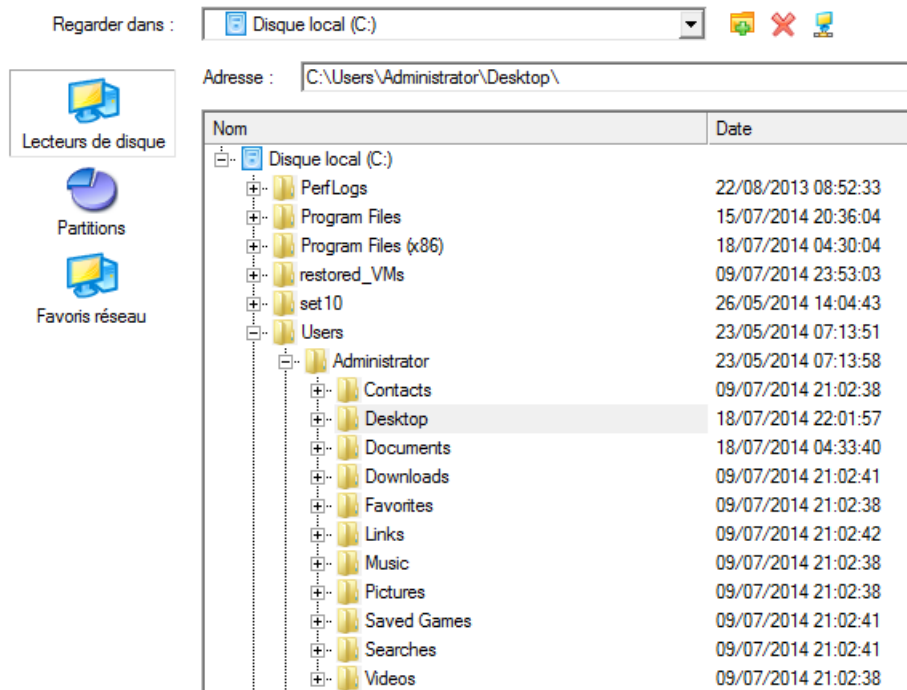 Regarder dans :
Disque local (C:)
Adresse :
C:\Users\Administrator\Desktop\
Lecteurs de disque
Partitions
Favoris réseau
Nom Date
Disque local (C:)
PerfLogs 22/08/2013 08:52:33
Program Files 15/07/2014 20:36:04
Program Files (x86) 18/07/2014 04:30:04
restored_VMs 09/07/2014 23:53:03
set10 26/05/2014 14:04:43
Users 23/05/2014 07:13:51
Administrator 23/05/2014 07:13:58
Contacts 09/07/2014 21:02:38
Desktop 18/07/2014 22:01:57
Documents 18/07/2014 04:33:40
Downloads 09/07/2014 21:02:41
Favorites 09/07/2014 21:02:38
Links 09/07/2014 21:02:42
Music 09/07/2014 21:02:38
Pictures 09/07/2014 21:02:38
Saved Games 09/07/2014 21:02:41
Searches 09/07/2014 21:02:41
Videos 09/07/2014 21:02:38